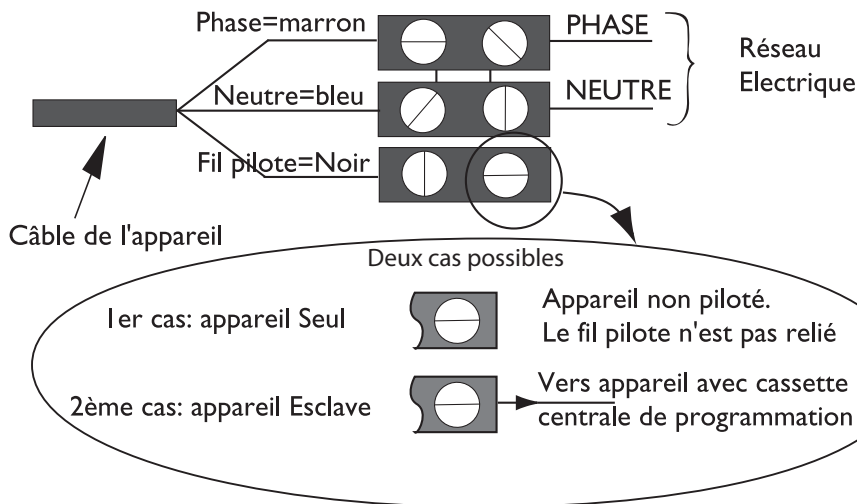 Phase=marron
PHASE
Neutre=bleu
NEUTRE
Réseau
Electrique
Fil pilote=Noir
Câble de l'appareil
Deux cas possibles
1er cas: appareil Seul
Appareil non piloté.
Le fil pilote n'est pas relié
2ème cas: appareil Esclave
Vers appareil avec cassette
centrale de programmation